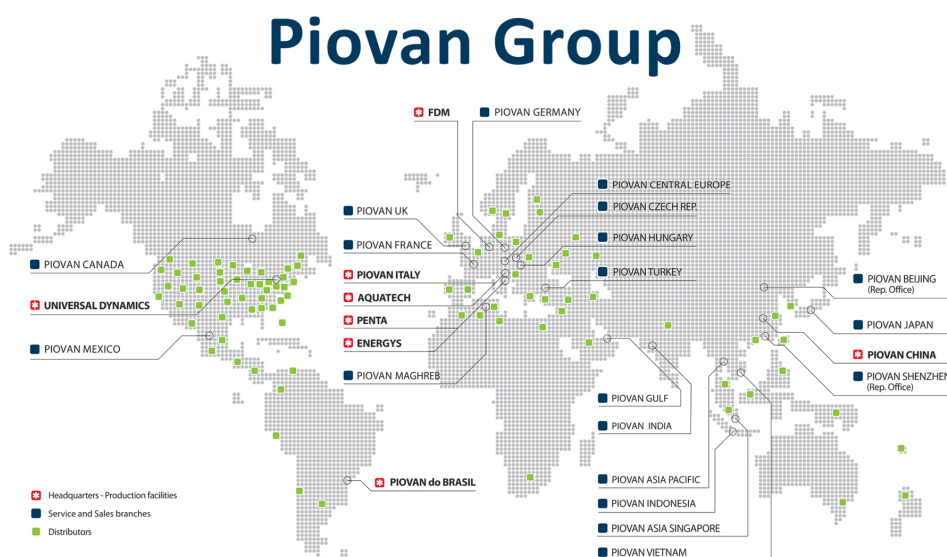 Piovan Group
FDM
PIOVAN GERMANY
PIOVAN CENTRAL EUROPE
PIOVAN CZECH REP.
PIOVAN UK
PIOVAN HUNGARY
PIOVAN FRANCE
PIOVAN CANADA
PIOVAN ITALY
PIOVAN TURKEY
PIOVAN BEIJING
(Rep. Office)
AQUATECH
UNIVERSAL DYNAMICS
PENTA
PIOVAN JAPAN
ENERGYS
PIOVAN MEXICO
PIOVAN CHINA
PIOVAN MAGHREB
PIOVAN SHENZHEN
(Rep. Office)
PIOVAN GULF
PIOVAN INDIA
PIOVAN do BRASIL
PIOVAN ASIA PACIFIC
Headquarters - Production facilities
PIOVAN INDONESIA
Service and Sales branches
PIOVAN ASIA SINGAPORE
Distributors
PIOVAN VIETNAM